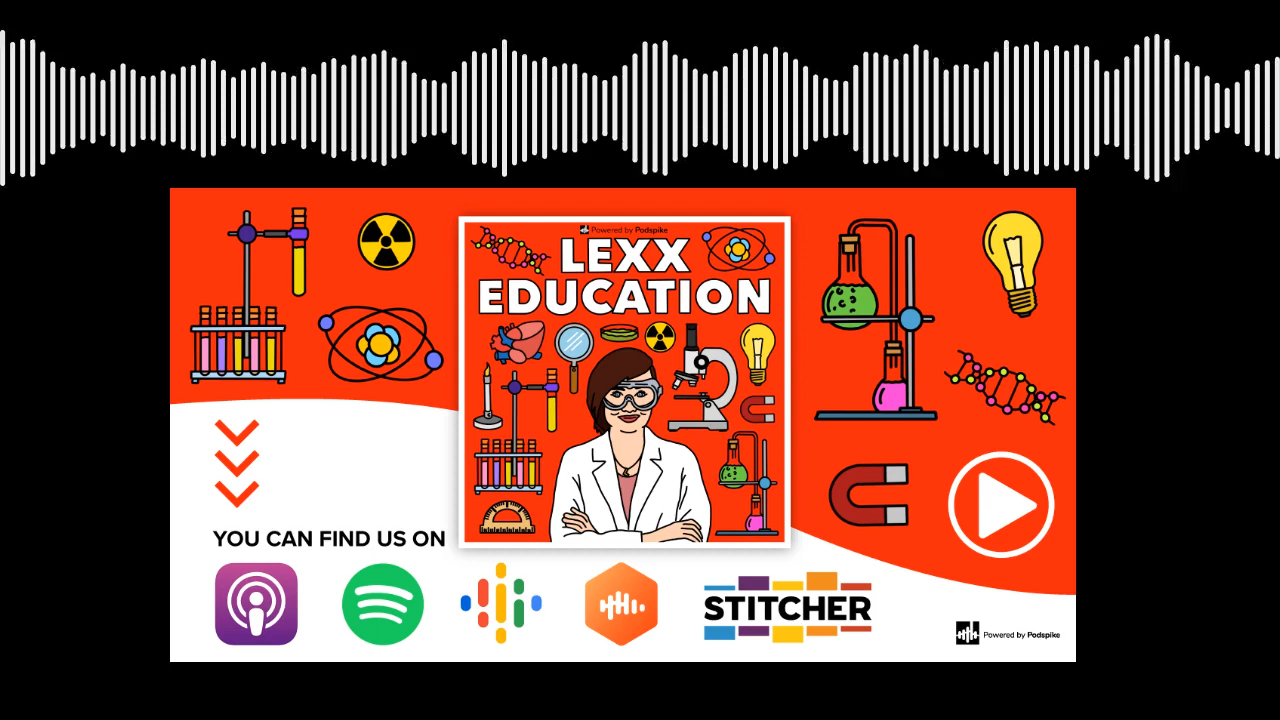 Powered by Podspike
LEXX
EDUCATION
YOU CAN FIND US ON
STITCHER
Powered by Podspike